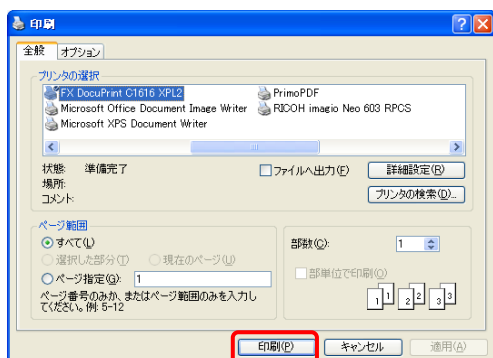 印刷
全般 オプション
プリンタの選択
FX DocuPrint C1616 XPL2 PrimoPDF
Microsoft Office Document Image Writer RICOH imagio Neo 603 RPCS
Microsoft XPS Document Writer
状態: 準備完了 ファイルへ出力(F) 詳細設定(R)
場所:
コメント: プリンタの検索(D)...
ページ範囲
すべて(L) 部数(C): 1
選択した部分(T) 現在のページ(U) 部単位で印刷(O)
ページ指定(G): 1
ページ番号のみか、またはページ範囲のみを入力し
てください。例: 5-12
1 1 2 2 3 3
印刷(P) キャンセル 適用(A)